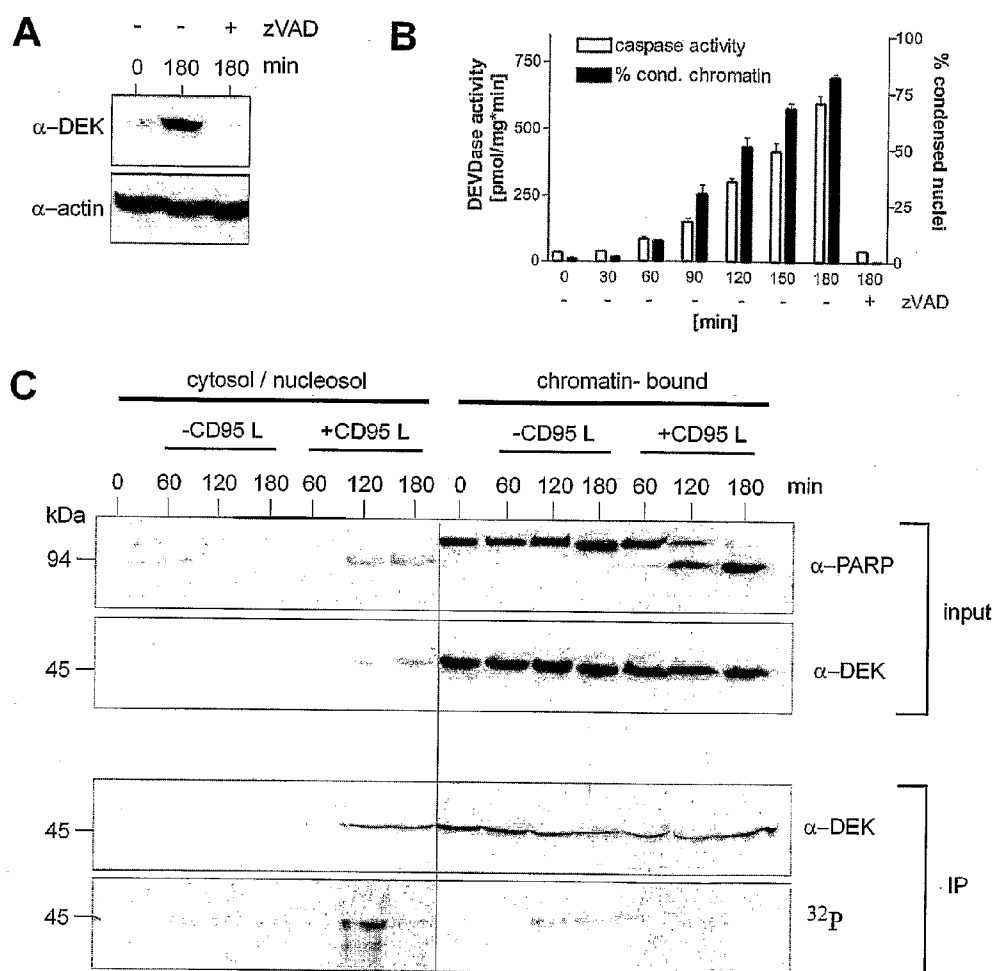 A
- - + zVAD
0 180 180 min
α-DEK
α-actin
B
caspase activity
% cond. chromatin
DEVDase activity
[pmol/mg*min]
750
500
250
0
100
75
50
25
0
% condensed
nuclei
0 30 60 90 120 150 180 180
- - - - - - - + zVAD
[min]
C
cytosol / nucleosol chromatin- bound
-CD95 L +CD95 L -CD95 L +CD95 L
0 60 120 180 60 120 180 0 60 120 180 60 120 180 min
kDa
94 α-PARP
input
45 α-DEK
45 α-DEK
IP
45 32P